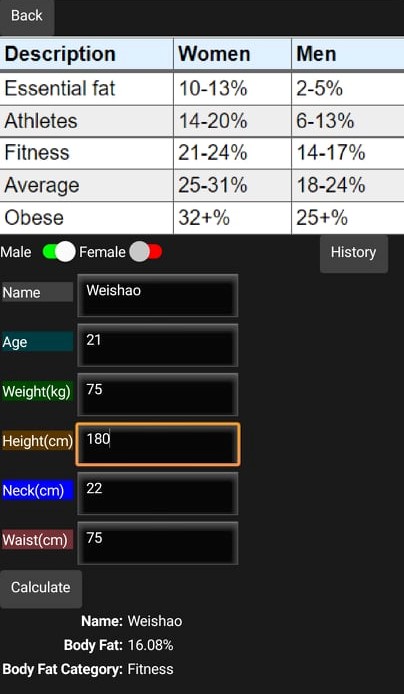 Back
Description Women Men
Essential fat 10-13% 2-5%
Athletes 14-20% 6-13%
Fitness 21-24% 14-17%
Average 25-31% 18-24%
Obese 32+% 25+%
Male Female History
Name Weishao
Age 21
Weight(kg) 75
Height(cm) 180
Neck(cm) 22
Waist(cm) 75
Calculate
Name: Weishao
Body Fat: 16.08%
Body Fat Category: Fitness